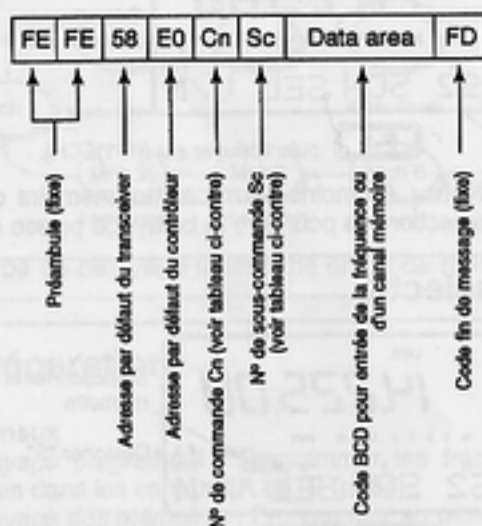 FE FE 58 E0 Cn Sc Data area FD
Préambule (fixe)
Adresse par défaut du transceiver
Adresse par défaut du contrôleur
N° de commande Cn (voir tableau ci-contre)
N° de sous-commande Sc
(voir tableau ci-contre)
Code BCD pour entrée de la fréquence ou
d'un canal mémoire
Code fin de message (fixe)